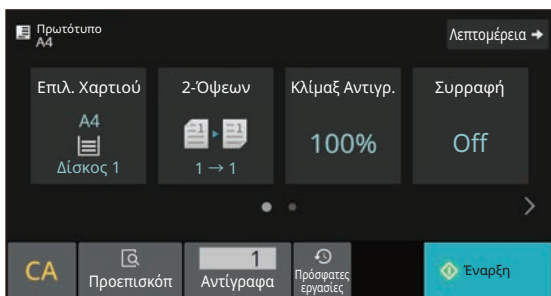 Πρωτότυπο
A4
Λεπτομέρεια
Επιλ. Χαρτιού
A4
Δίσκος 1
2-Όψεων
1 → 1
Κλίμαξ Αντιγρ.
100%
Συρραφή
Off
CA
Προεπισκόπ
1
Αντίγραφα
Πρόσφατες
εργασίες
Έναρξη